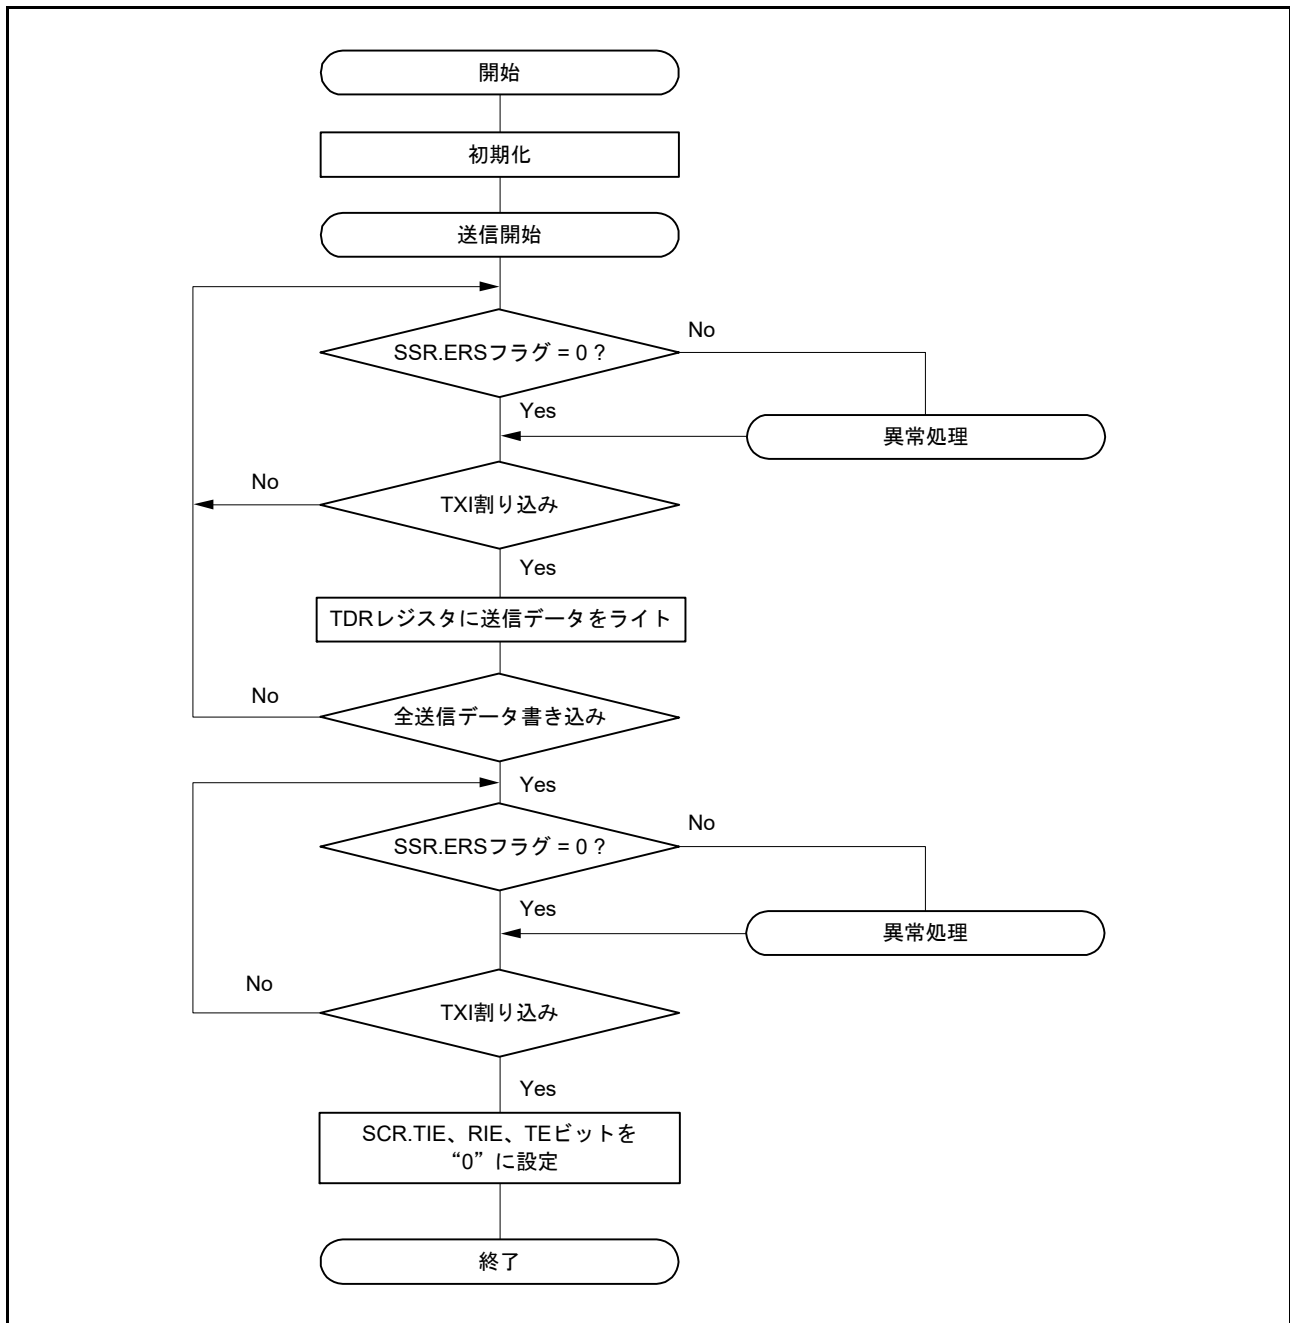 開始
初期化
送信開始
SSR.ERSフラグ = 0 ?
No
Yes
異常処理
No
TXI割り込み
Yes
TDRレジスタに送信データをライト
No
全送信データ書き込み
Yes
SSR.ERSフラグ = 0 ?
No
Yes
異常処理
No
TXI割り込み
Yes
SCR.TIE、RIE、TEビットを
“0”に設定
終了